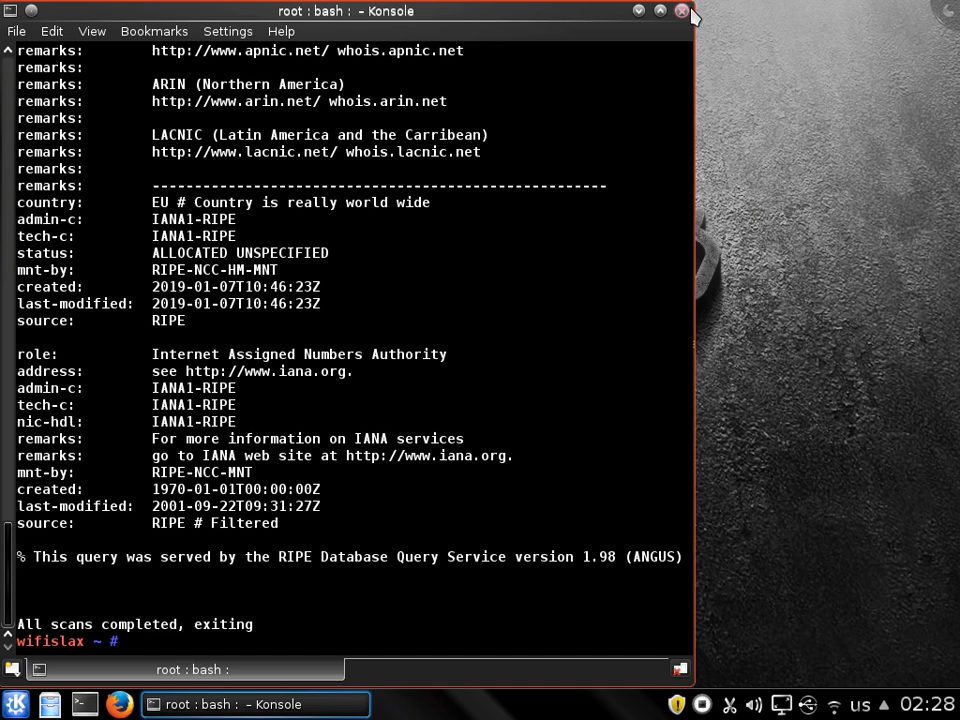 root : bash :  – Konsole
File Edit View Bookmarks Settings Help
remarks:        http://www.apnic.net/ whois.apnic.net
remarks:
remarks:        ARIN (Northern America)
remarks:        http://www.arin.net/ whois.arin.net
remarks:
remarks:        LACNIC (Latin America and the Carribean)
remarks:        http://www.lacnic.net/ whois.lacnic.net
remarks:
remarks:        ------------------------------------------------------
country:        EU # Country is really world wide
admin-c:        IANA1-RIPE
tech-c:         IANA1-RIPE
status:         ALLOCATED UNSPECIFIED
mnt-by:         RIPE-NCC-HM-MNT
created:        2019-01-07T10:46:23Z
last-modified:  2019-01-07T10:46:23Z
source:         RIPE
role:           Internet Assigned Numbers Authority
address:        see http://www.iana.org.
admin-c:        IANA1-RIPE
tech-c:         IANA1-RIPE
nic-hdl:        IANA1-RIPE
remarks:        For more information on IANA services
remarks:        go to IANA web site at http://www.iana.org.
mnt-by:         RIPE-NCC-MNT
created:        1970-01-01T00:00:00Z
last-modified:  2001-09-22T09:31:27Z
source:         RIPE # Filtered
% This query was served by the RIPE Database Query Service version 1.98 (ANGUS)
All scans completed, exiting
wifislax ~ #
root : bash :
root : bash :  – Konsole
us
02:28